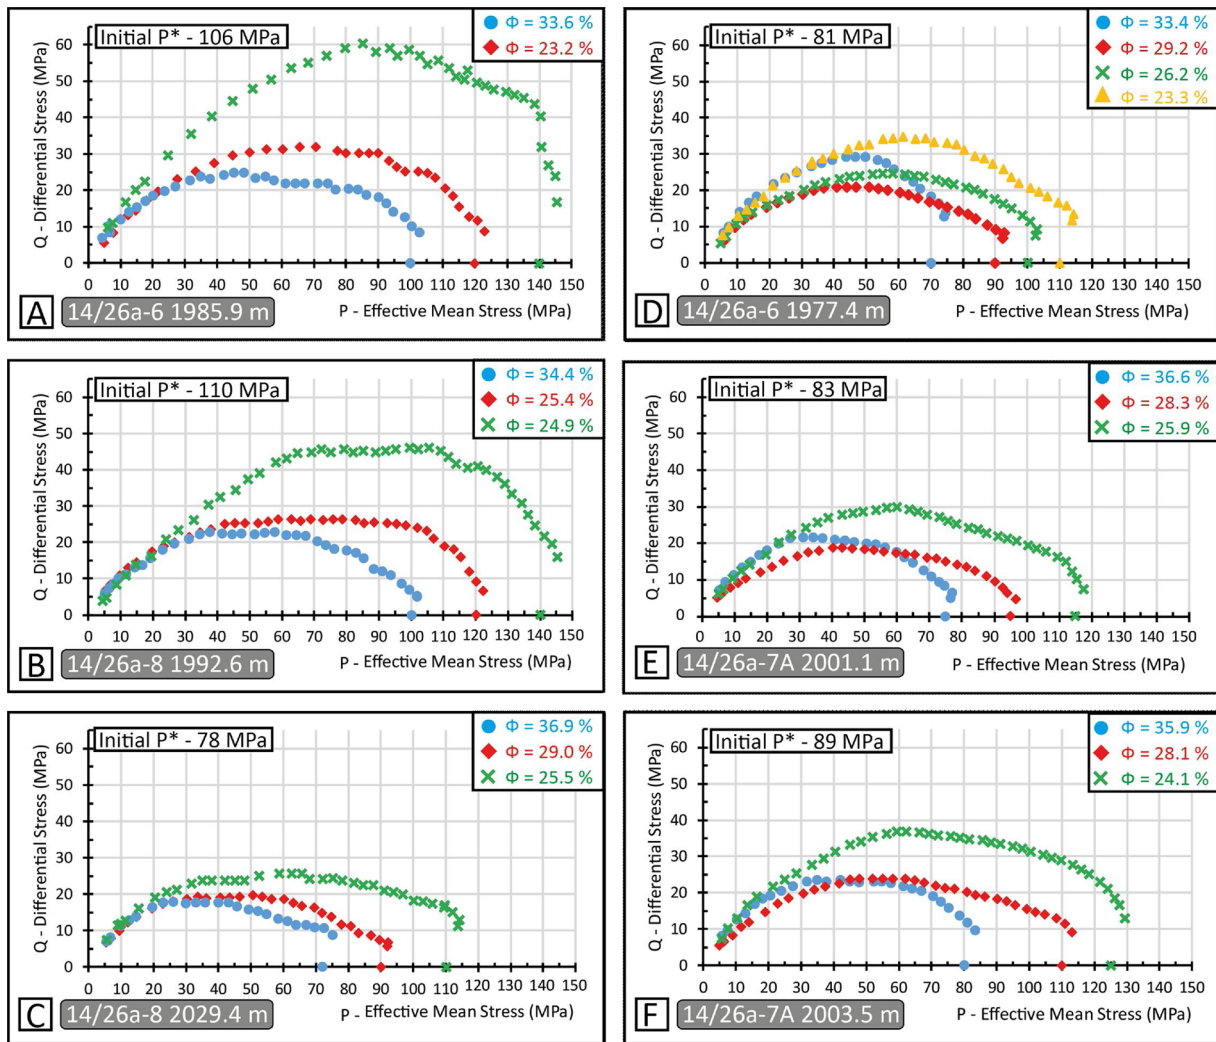 Initial P* - 106 MPa
Φ = 33.6 %
Φ = 23.2 %
Q - Differential Stress (MPa)
60
50
40
30
20
10
0
0 10 20 30 40 50 60 70 80 90 100 110 120 130 140 150
A
14/26a-6 1985.9 m
P - Effective Mean Stress (MPa)
Initial P* - 81 MPa
Φ = 33.4 %
Φ = 29.2 %
Φ = 26.2 %
Φ = 23.3 %
Q - Differential Stress (MPa)
60
50
40
30
20
10
0
0 10 20 30 40 50 60 70 80 90 100 110 120 130 140 150
D
14/26a-6 1977.4 m
P - Effective Mean Stress (MPa)
Initial P* - 110 MPa
Φ = 34.4 %
Φ = 25.4 %
Φ = 24.9 %
Q - Differential Stress (MPa)
60
50
40
30
20
10
0
0 10 20 30 40 50 60 70 80 90 100 110 120 130 140 150
B
14/26a-8 1992.6 m
P - Effective Mean Stress (MPa)
Initial P* - 83 MPa
Φ = 36.6 %
Φ = 28.3 %
Φ = 25.9 %
Q - Differential Stress (MPa)
60
50
40
30
20
10
0
0 10 20 30 40 50 60 70 80 90 100 110 120 130 140 150
E
14/26a-7A 2001.1 m
P - Effective Mean Stress (MPa)
Initial P* - 78 MPa
Φ = 36.9 %
Φ = 29.0 %
Φ = 25.5 %
Q - Differential Stress (MPa)
60
50
40
30
20
10
0
0 10 20 30 40 50 60 70 80 90 100 110 120 130 140 150
C
14/26a-8 2029.4 m
P - Effective Mean Stress (MPa)
Initial P* - 89 MPa
Φ = 35.9 %
Φ = 28.1 %
Φ = 24.1 %
Q - Differential Stress (MPa)
60
50
40
30
20
10
0
0 10 20 30 40 50 60 70 80 90 100 110 120 130 140 150
F
14/26a-7A 2003.5 m
P - Effective Mean Stress (MPa)